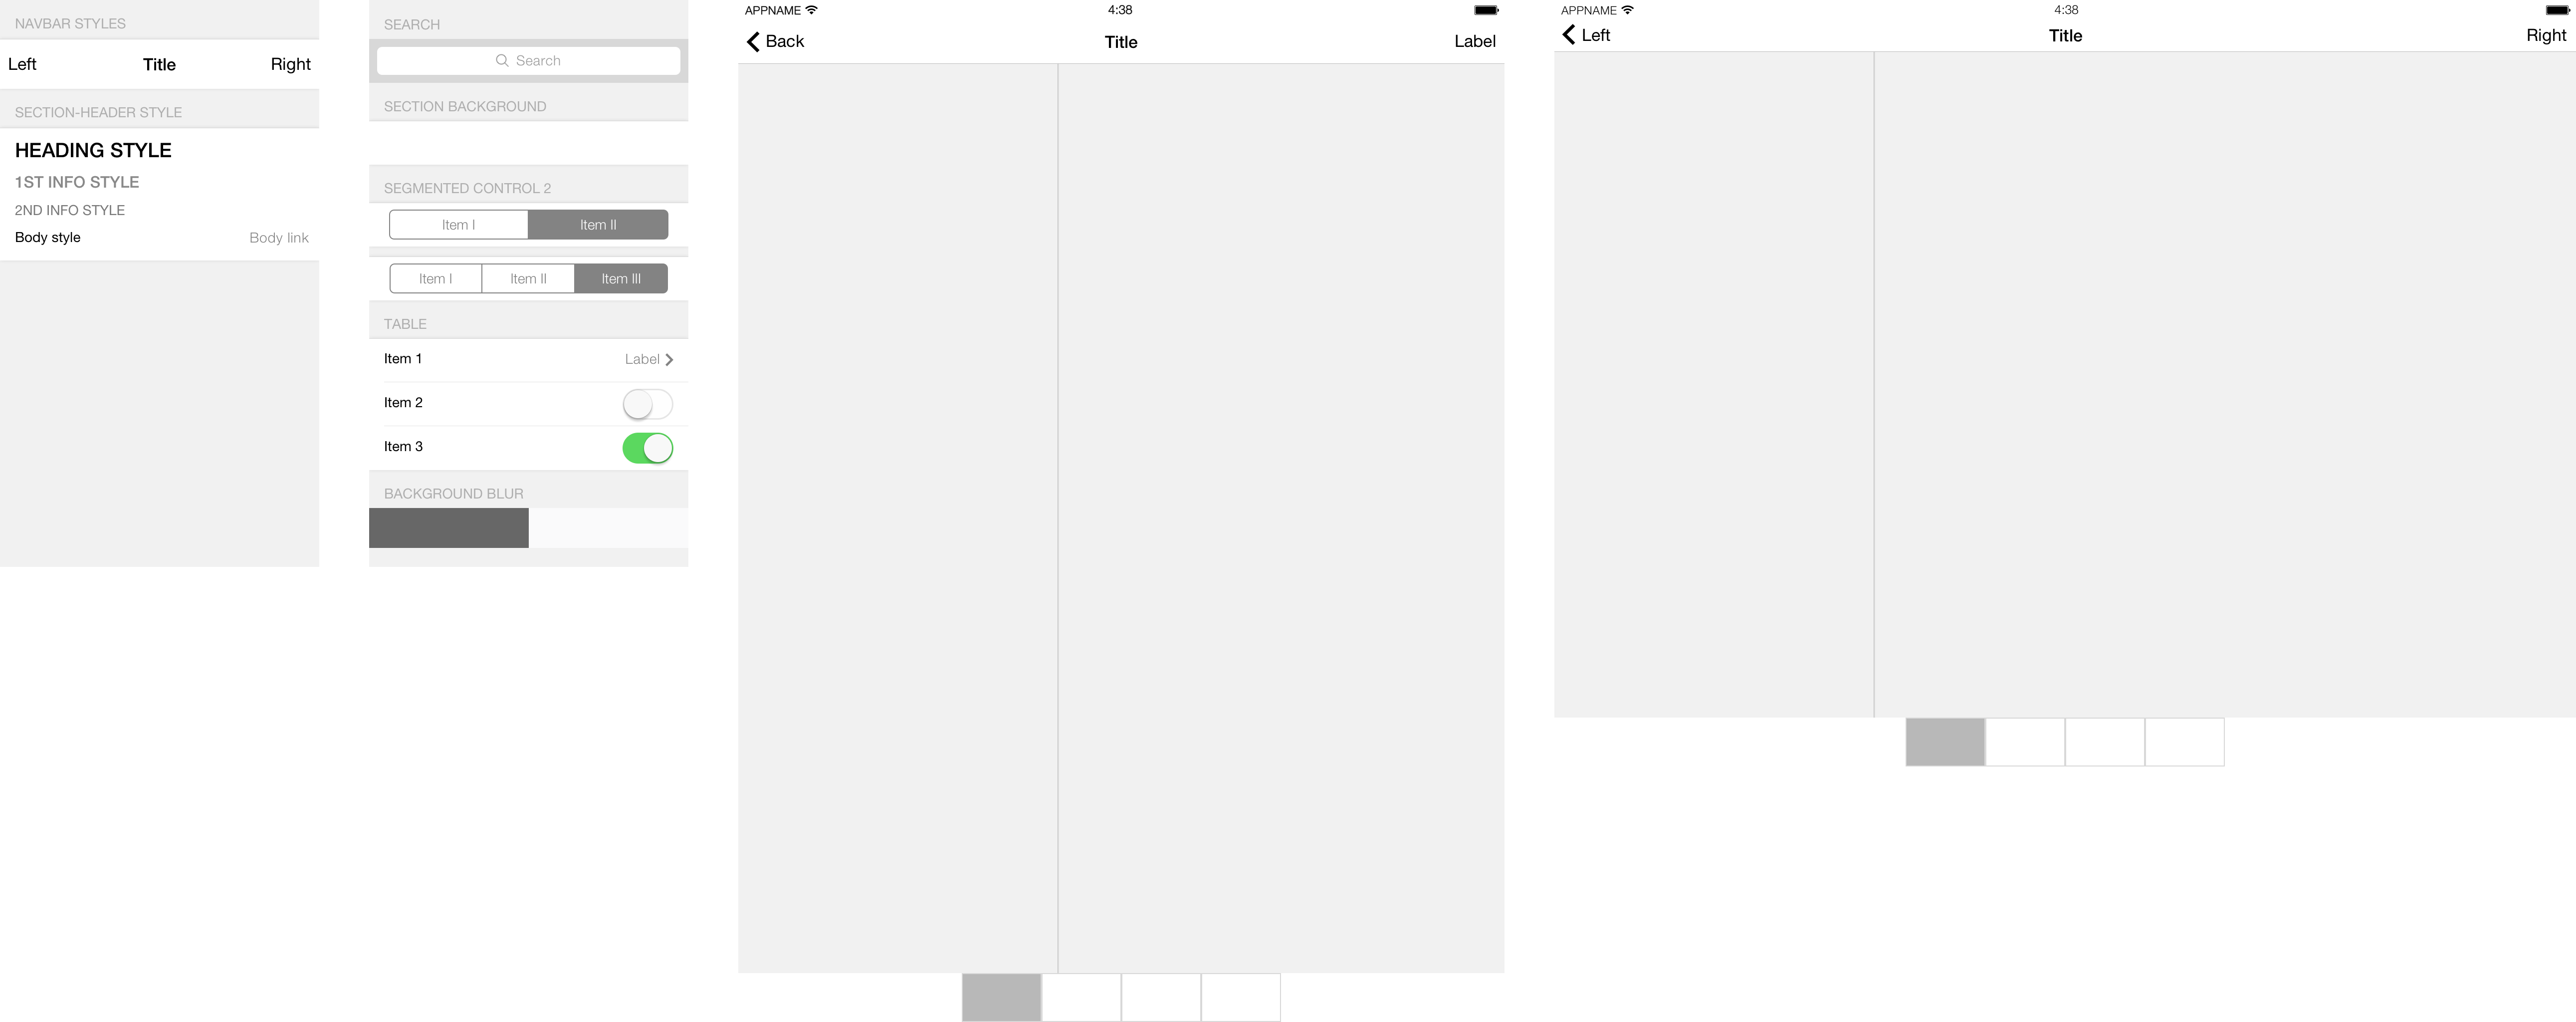 NAVBAR STYLES
Left Title Right
SECTION-HEADER STYLE
HEADING STYLE
1ST INFO STYLE
2ND INFO STYLE
Body style Body link
SEARCH
Search
SECTION BACKGROUND
SEGMENTED CONTROL 2
Item I Item II
Item I Item II Item III
TABLE
Item 1 Label
Item 2
Item 3
BACKGROUND BLUR
APPNAME 4:38
Back Title Label
APPNAME 4:38
Left Title Right